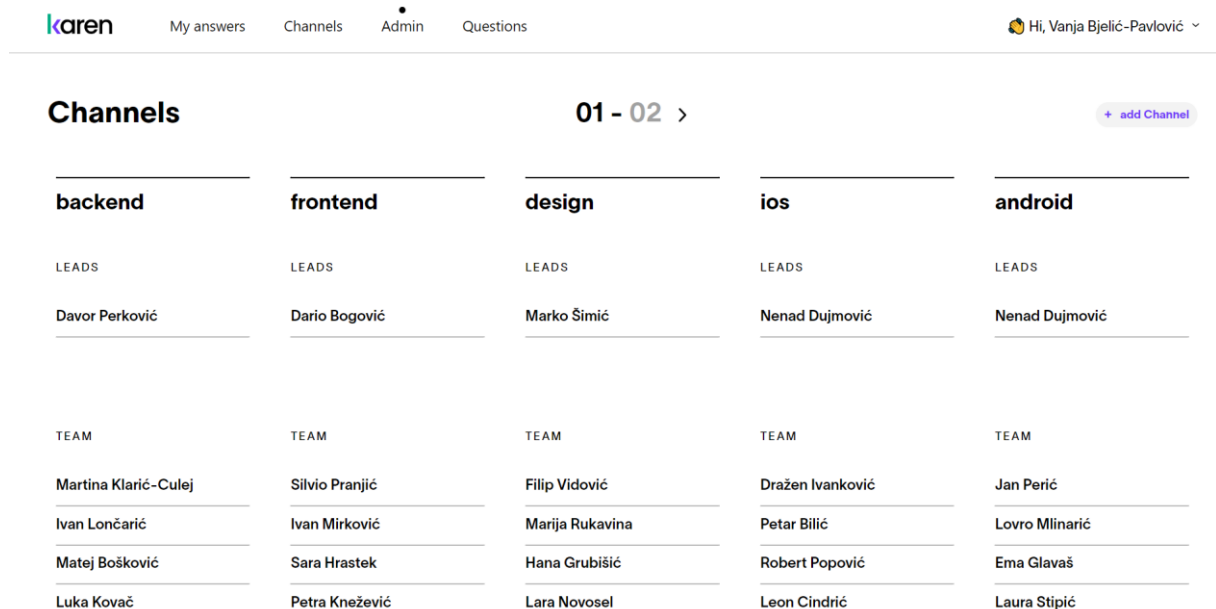 karen My answers Channels Admin Questions Hi, Vanja Bjelić-Pavlović
Channels 01 - 02 + add Channel
backend frontend design ios android
LEADS LEADS LEADS LEADS LEADS
Davor Perković Dario Bogović Marko Šimić Nenad Dujmović Nenad Dujmović
TEAM TEAM TEAM TEAM TEAM
Martina Klarić-Culej Silvio Pranjić Filip Vidović Dražen Ivanković Jan Perić
Ivan Lončarić Ivan Mirković Marija Rukavina Petar Bilić Lovro Mlinarić
Matej Bošković Sara Hrastek Hana Grubišić Robert Popović Ema Glavaš
Luka Kovač Petra Knežević Lara Novosel Leon Cindrić Laura Stipić